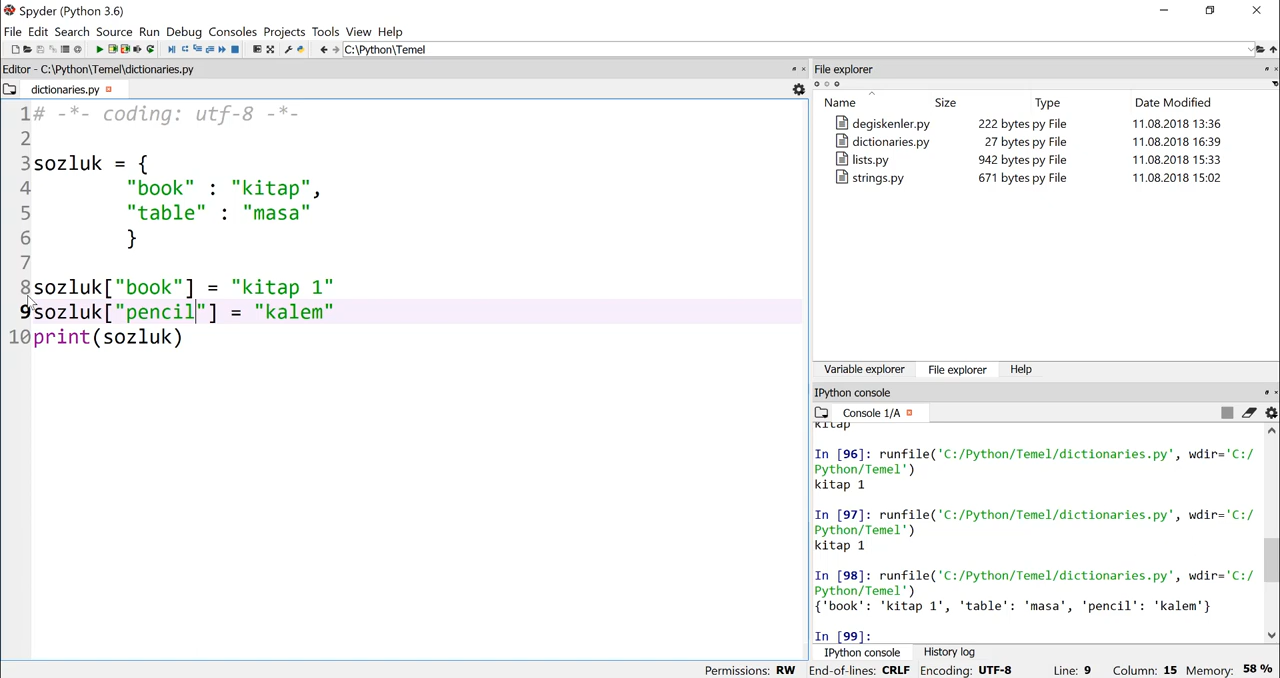 Spyder (Python 3.6)
File Edit Search Source Run Debug Consoles Projects Tools View Help
C:\Python\Temel
Editor - C:\Python\Temel\dictionaries.py
dictionaries.py
1# -*- coding: utf-8 -*-
2
3sozluk = {
4 "book" : "kitap",
5 "table" : "masa"
6 }
7
8sozluk["book"] = "kitap 1"
9sozluk["pencil"] = "kalem"
10print(sozluk)
File explorer
Name Size Type Date Modified
degiskenler.py 222 bytes py File 11.08.2018 13:36
dictionaries.py 27 bytes py File 11.08.2018 16:39
lists.py 942 bytes py File 11.08.2018 15:33
strings.py 671 bytes py File 11.08.2018 15:02
Variable explorer File explorer Help
IPython console
Console 1/A
kitap
In [96]: runfile('C:/Python/Temel/dictionaries.py', wdir='C:/
Python/Temel')
kitap 1
In [97]: runfile('C:/Python/Temel/dictionaries.py', wdir='C:/
Python/Temel')
kitap 1
In [98]: runfile('C:/Python/Temel/dictionaries.py', wdir='C:/
Python/Temel')
{'book': 'kitap 1', 'table': 'masa', 'pencil': 'kalem'}
In [99]:
IPython console History log
Permissions: RW End-of-lines: CRLF Encoding: UTF-8 Line: 9 Column: 15 Memory: 58 %